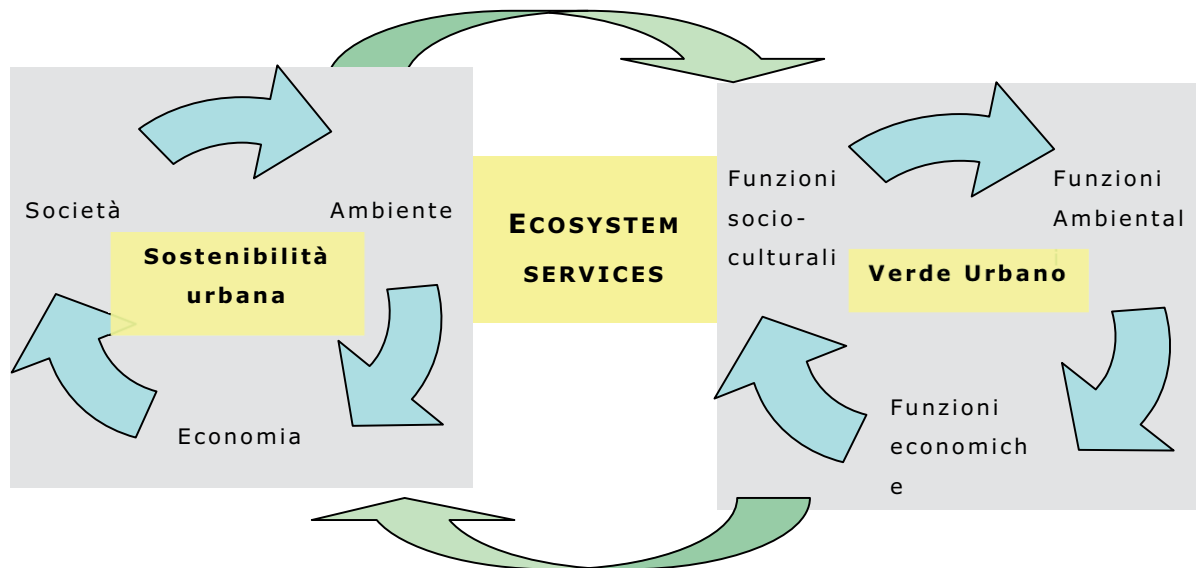 Società
Ambiente
Sostenibilità
urbana
Economia
ECOSYSTEM
SERVICES
Funzioni
socio-
culturali
Funzioni
Ambiental
i
Verde Urbano
Funzioni
economich
e